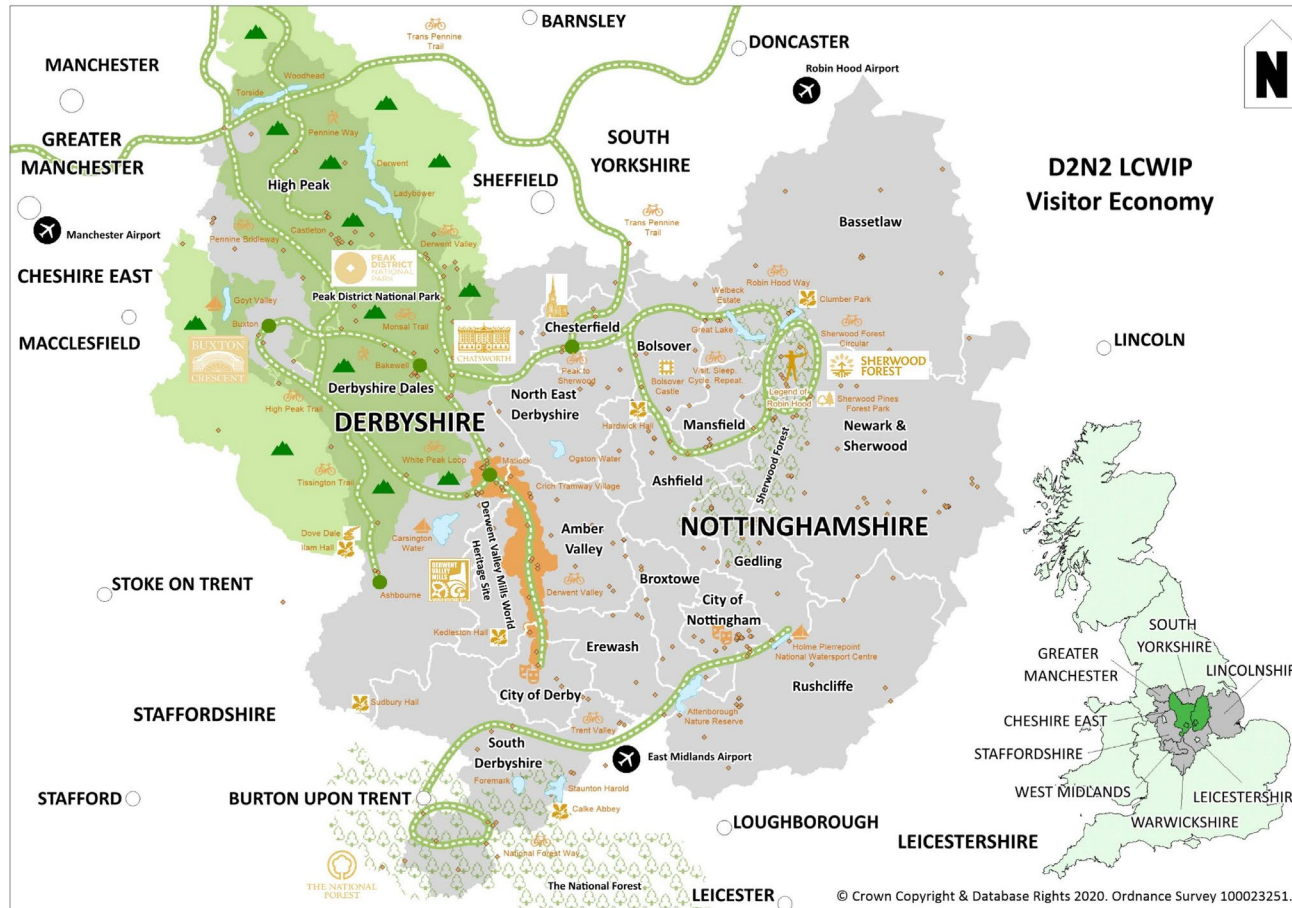 BARNSLEY
Trans Pennine
Trail
DONCASTER
Robin Hood Airport
N
MANCHESTER
Woodhead
Torside
GREATER
MANCHESTER
Pennine Way
SOUTH
YORKSHIRE
D2N2 LCWIP
Visitor Economy
Derwent
High Peak
SHEFFIELD
Ladybower
Manchester Airport
Castleton
Pennine Bridleway
Derwent Valley
Trans Pennine
Trail
Bassetlaw
PEAK
DISTRICT
NATIONAL
PARK
CHESHIRE EAST
Goyt Valley
Peak District National Park
Welbeck
Estate
Robin Hood Way
Clumber Park
Buxton
Monsal Trail
Chesterfield
Great Lake
Sherwood Forest
Circular
MACCLESFIELD
BUXTON
CRESCENT
CHATSWORTH
Bolsover
LINCOLN
Bakewell
Peak to
Sherwood
Bolsover
Castle
Visit. Sleep.
Cycle. Repeat.
SHERWOOD
FOREST
Derbyshire Dales
North East
Derbyshire
Legend of
Robin Hood
Sherwood Pines
Forest Park
High Peak Trail
DERBYSHIRE
Hardwick Hall
Mansfield
Newark &
Sherwood
White Peak Loop
Matlock
Ogston Water
Sherwood Forest
Tissington Trail
Crich Tramway Village
Ashfield
NOTTINGHAMSHIRE
Dove Dale
Ilam Hall
Carsington
Water
Amber
Valley
Derwent Valley Mills World
Heritage Site
Gedling
STOKE ON TRENT
DERWENT
VALLEY
MILLS
Ashbourne
Broxtowe
Derwent Valley
City of
Nottingham
Kedleston Hall
Erewash
Holme Pierrepoint
National Watersport Centre
City of Derby
Rushcliffe
Sudbury Hall
Attenborough
Nature Reserve
STAFFORDSHIRE
Trent Valley
South
Derbyshire
East Midlands Airport
Foremark
Staunton Harold
STAFFORD
BURTON UPON TRENT
Calke Abbey
LOUGHBOROUGH
LEICESTERSHIRE
National Forest Way
THE NATIONAL
FOREST
The National Forest
LEICESTER
SOUTH
YORKSHIRE
GREATER
MANCHESTER
LINCOLNSHIR
CHESHIRE EAST
STAFFORDSHIRE
WEST MIDLANDS
LEICESTERSHIR
WARWICKSHIRE
© Crown Copyright & Database Rights 2020. Ordnance Survey 100023251.